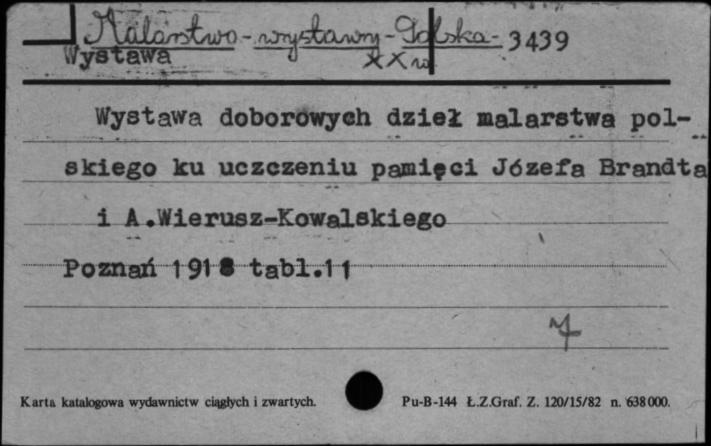 Malarstwo - wystawy - Polska - 3439
Wystawa XX w.
Wystawa doborowych dzieł malarstwa pol-
skiego ku uczczeniu pamięci Józefa Brandta
i A.Wierusz-Kowalskiego
Poznań 1918 tabl.11
Karta katalogowa wydawnictw ciągłych i zwartych. Pu-B-144 Ł.Z.Graf. Z. 120/15/82 n. 638000.